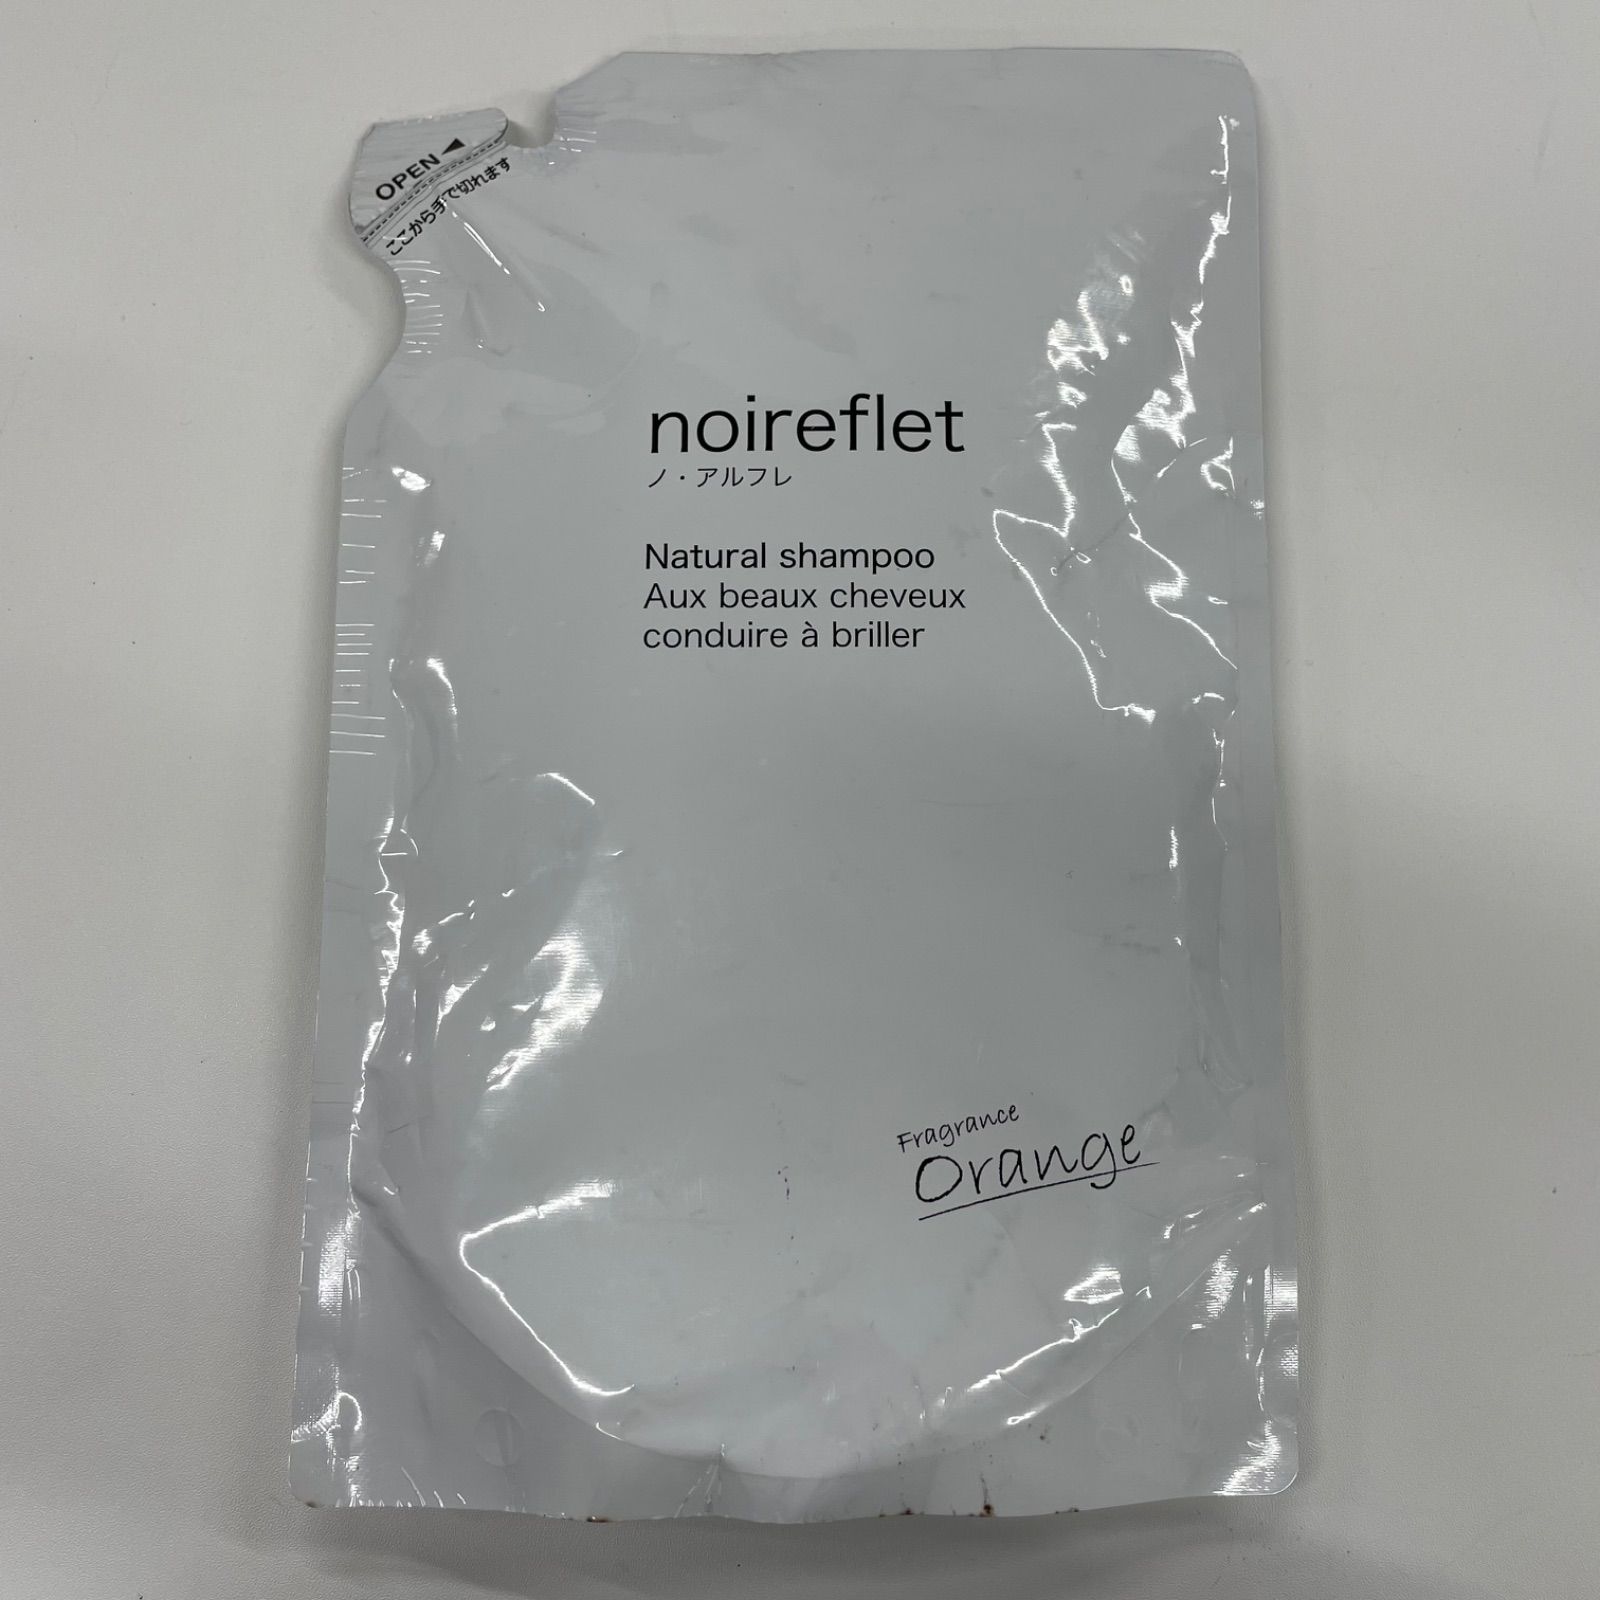 OPEN ◀
ここから手で切れます
noireflet
ノ・アルフレ
Natural shampoo
Aux beaux cheveux
conduire à briller
Fragrance
Orange